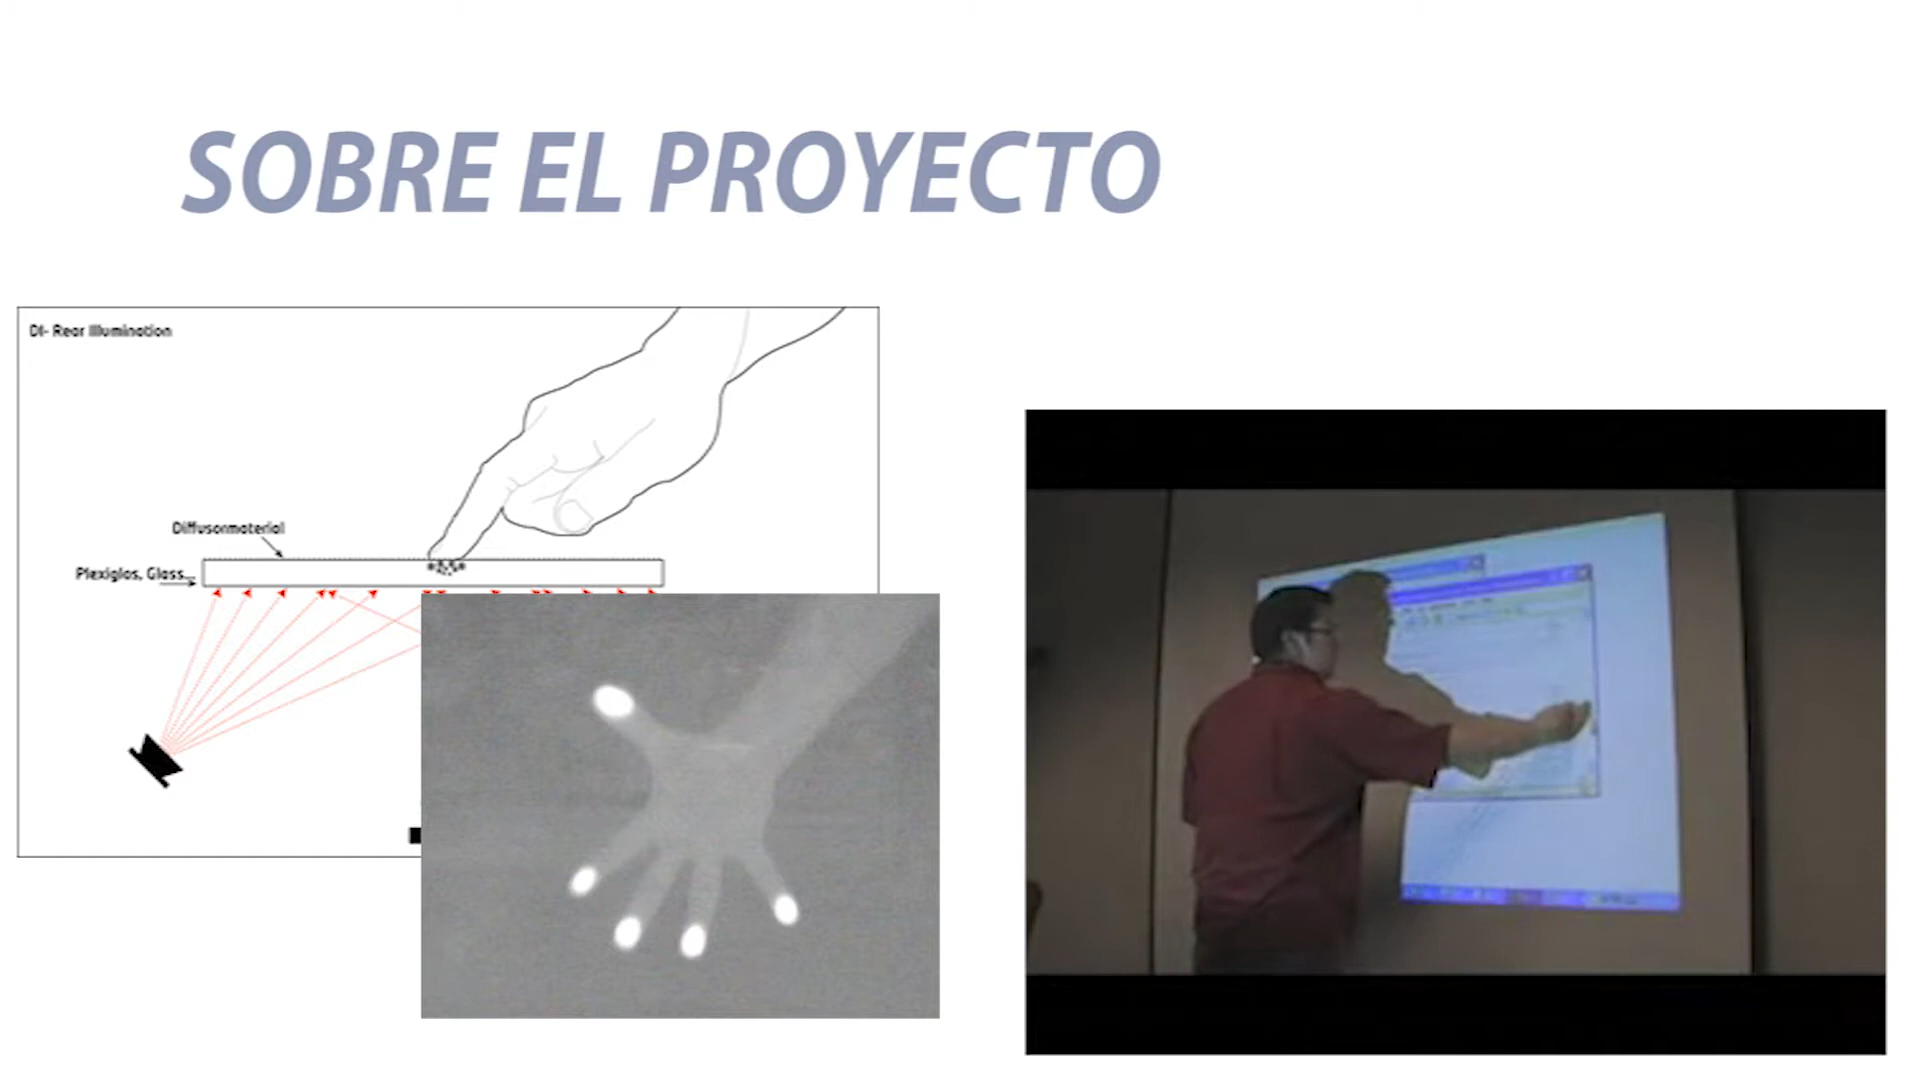 SOBRE EL PROYECTO
DI- Rear Illumination
Diffusormaterial
Plexiglas, Glass...